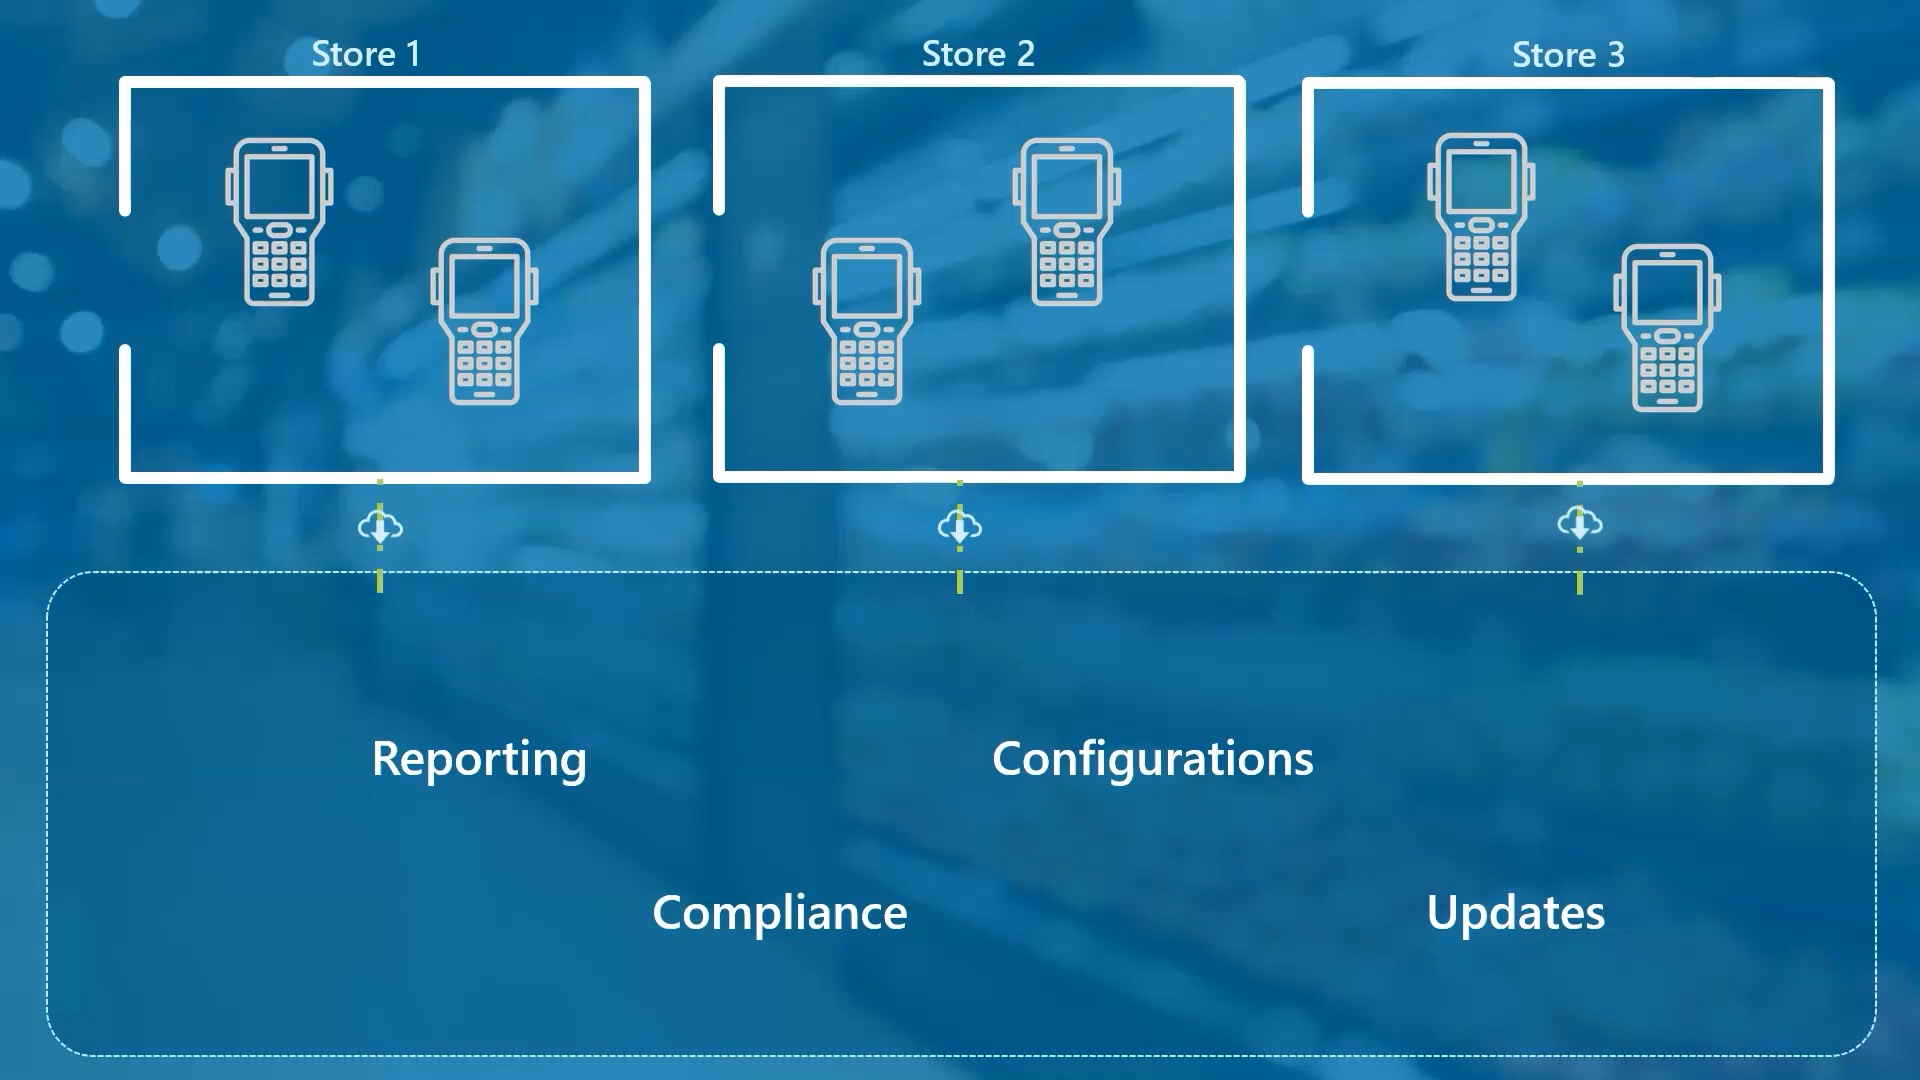 Store 1
Store 2
Store 3
Reporting
Configurations
Compliance
Updates